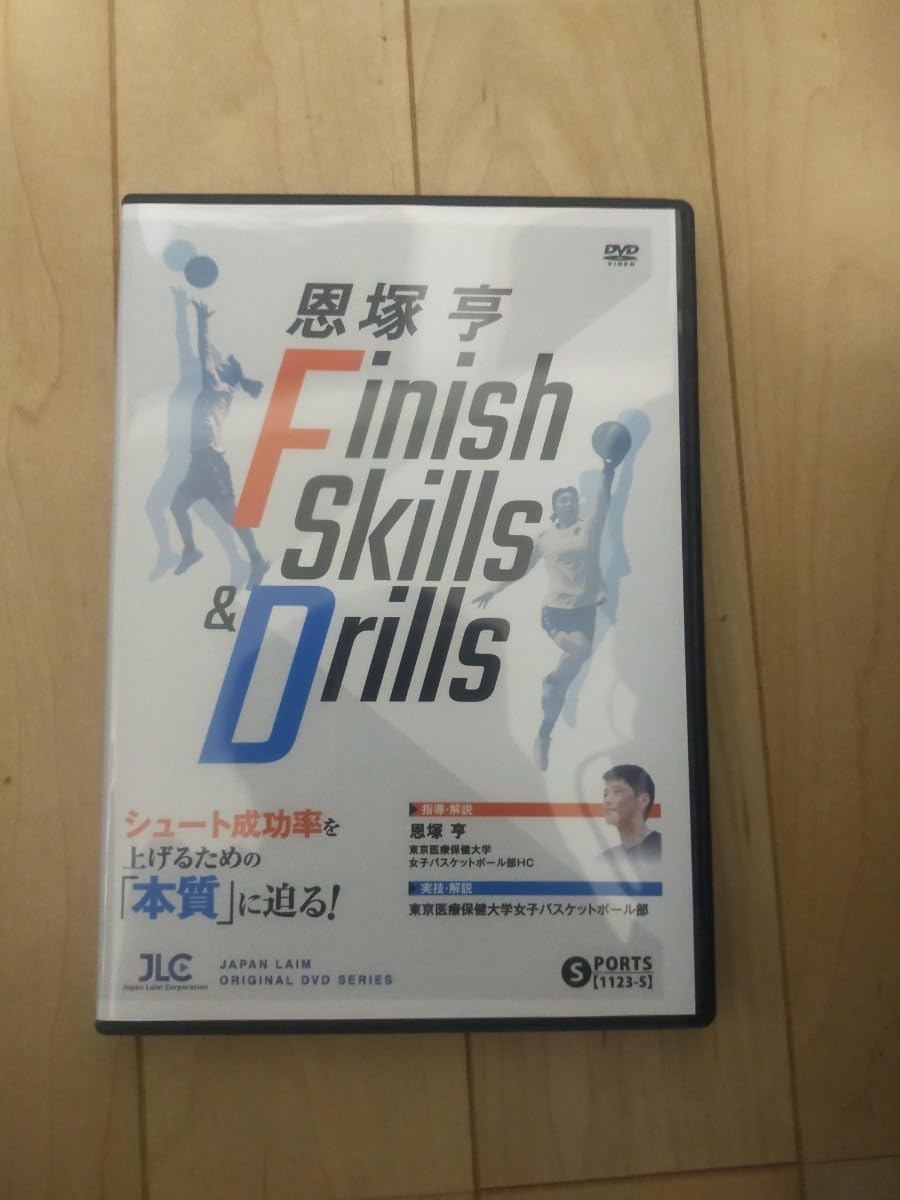 DVD
VIDEO
恩塚 亨
Finish
Skills
& Drills
シュート成功率を
上げるための
「本質」に迫る!
指導・解説
恩塚 亨
東京医療保健大学
女子バスケットボール部HC
実技・解説
東京医療保健大学女子バスケットボール部
JLC
Japan Laim Corporation
JAPAN LAIM
ORIGINAL DVD SERIES
SPORTS
[1123-S]